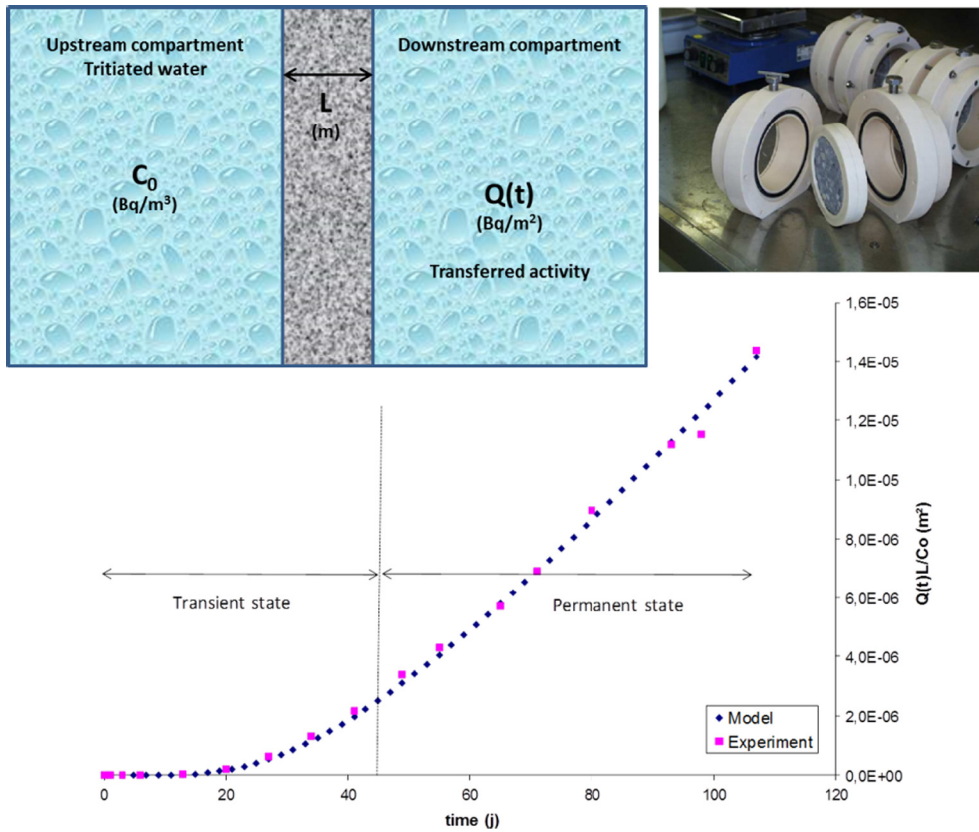 Upstream compartment
Tritiated water
C₀
(Bq/m³)
L
(m)
Downstream compartment
Q(t)
(Bq/m²)
Transferred activity
1,6E-05
1,4E-05
1,2E-05
1,0E-05
8,0E-06
6,0E-06
4,0E-06
2,0E-06
0,0E+00
Q(t)L/Co (m²)
Transient state
Permanent state
Model
Experiment
0 20 40 60 80 100 120
time (j)